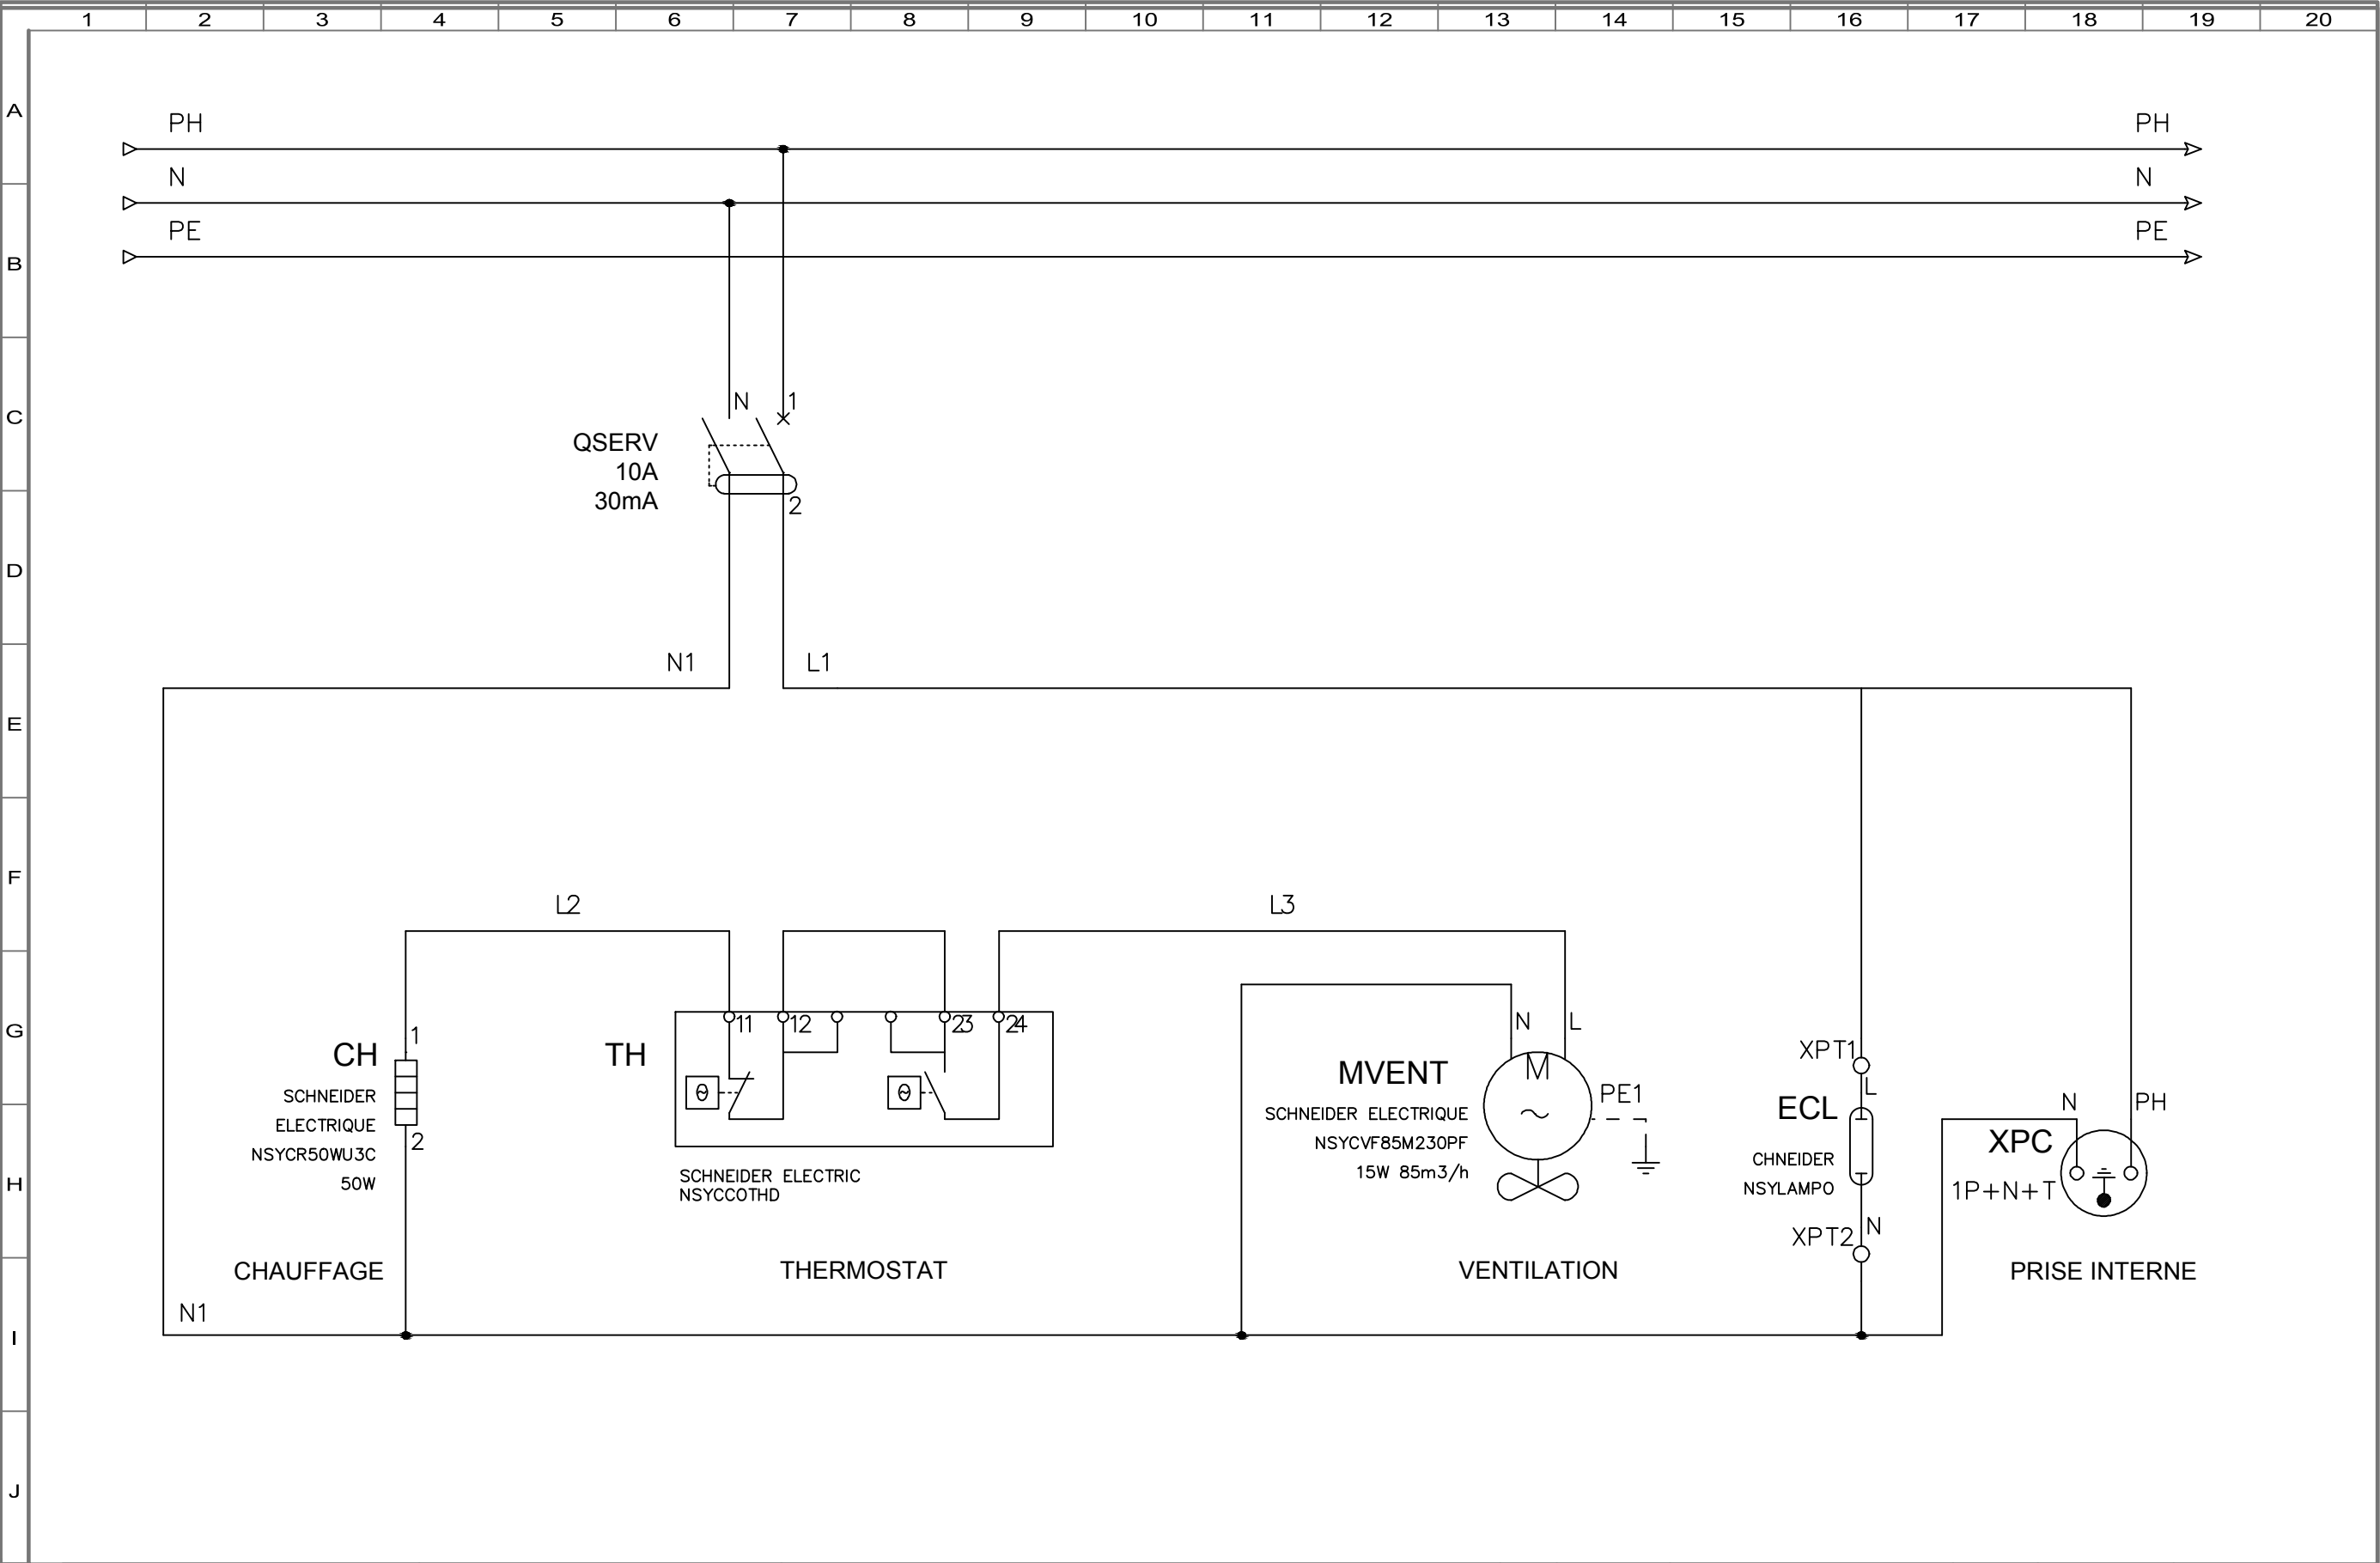 1 2 3 4 5 6 7 8 9 10 11 12 13 14 15 16 17 18 19 20
A
PH PH
N N
PE PE
B
C
N 1
QSERV
10A
30mA
2
D
N1 L1
E
F
L2 L3
G
11 12 23 24
N L
1
CH
SCHNEIDER
ELECTRIQUE
NSYCR50WU3C
50W
2
CHAUFFAGE
TH
θ θ
SCHNEIDER ELECTRIC
NSYCCOTHD
THERMOSTAT
M
MVENT
PE1
SCHNEIDER ELECTRIQUE
NSYCVF85M230PF
15W 85m3/h
VENTILATION
XPT1
L
ECL
CHNEIDER
NSYLAMPO
XPT2 N
N PH
XPC
1P+N+T
PRISE INTERNE
H
N1
I
J